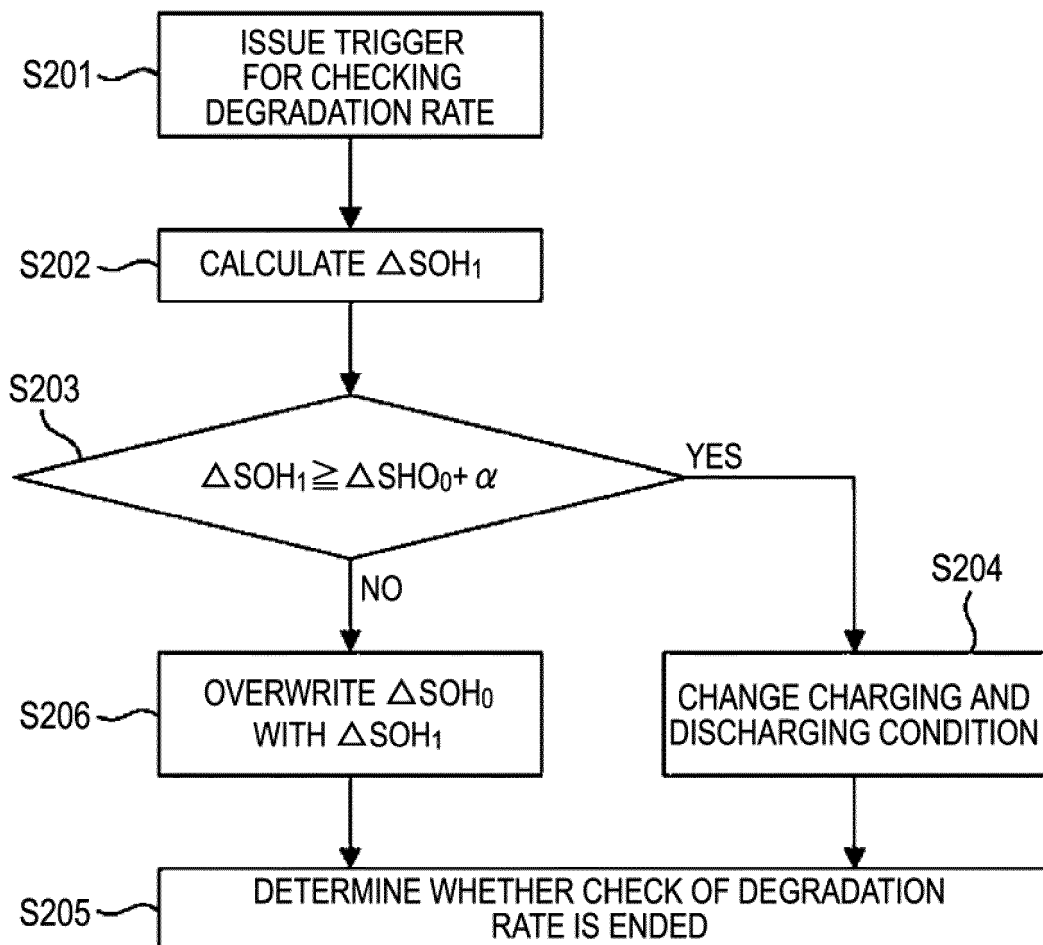 S201
ISSUE TRIGGER
FOR CHECKING
DEGRADATION RATE
S202
CALCULATE △SOH₁
S203
△SOH₁≧△SHO₀+ α
YES
NO
S204
S206
OVERWRITE △SOH₀
WITH △SOH₁
CHANGE CHARGING AND
DISCHARGING CONDITION
S205
DETERMINE WHETHER CHECK OF DEGRADATION
RATE IS ENDED